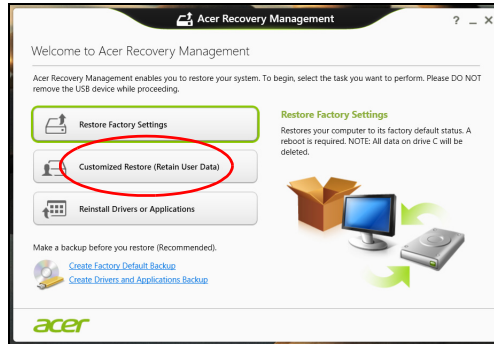 Acer Recovery Management
? _ X
Welcome to Acer Recovery Management
Acer Recovery Management enables you to restore your system. To begin, select the task you want to perform. Please DO NOT
remove the USB device while proceeding.
Restore Factory Settings
Customized Restore (Retain User Data)
Reinstall Drivers or Applications
Restore Factory Settings
Restores your computer to its factory default status. A
reboot is required. NOTE: All data on drive C will be
deleted.
Make a backup before you restore (Recommended).
Create Factory Default Backup
Create Drivers and Applications Backup
acer